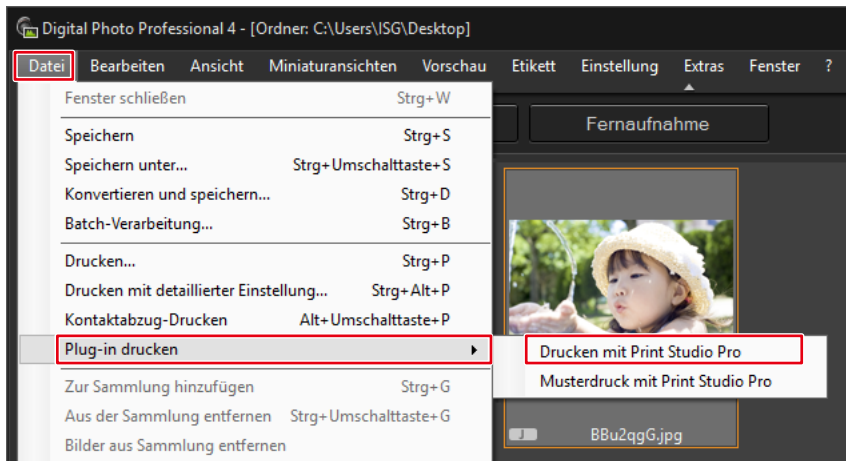 Digital Photo Professional 4 - [Ordner: C:\Users\ISG\Desktop]
Datei Bearbeiten Ansicht Miniaturansichten Vorschau Etikett Einstellung Extras Fenster ?
Fenster schließen Strg+W
Fernaufnahme
Speichern Strg+S
Speichern unter... Strg+Umschalttaste+S
Konvertieren und speichern... Strg+D
Batch-Verarbeitung... Strg+B
Drucken... Strg+P
Drucken mit detaillierter Einstellung... Strg+Alt+P
Kontaktabzug-Drucken Alt+Umschalttaste+P
Plug-in drucken
Drucken mit Print Studio Pro
Musterdruck mit Print Studio Pro
Zur Sammlung hinzufügen Strg+G
Aus der Sammlung entfernen Strg+Umschalttaste+G
Bilder aus Sammlung entfernen
J BBu2qgG.jpg